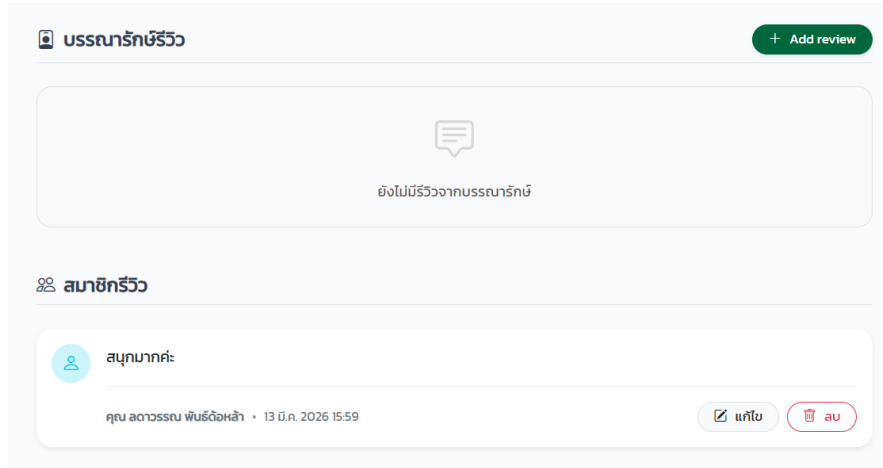 บรรณารักษ์รีวิว
+ Add review
ยังไม่มีรีวิวจากบรรณารักษ์
สมาชิกรีวิว
สนุกมากค่ะ
คุณ ลดาวรรณ พันธ์ด้อหล้า • 13 มี.ค. 2026 15:59
แก้ไข
ลบ